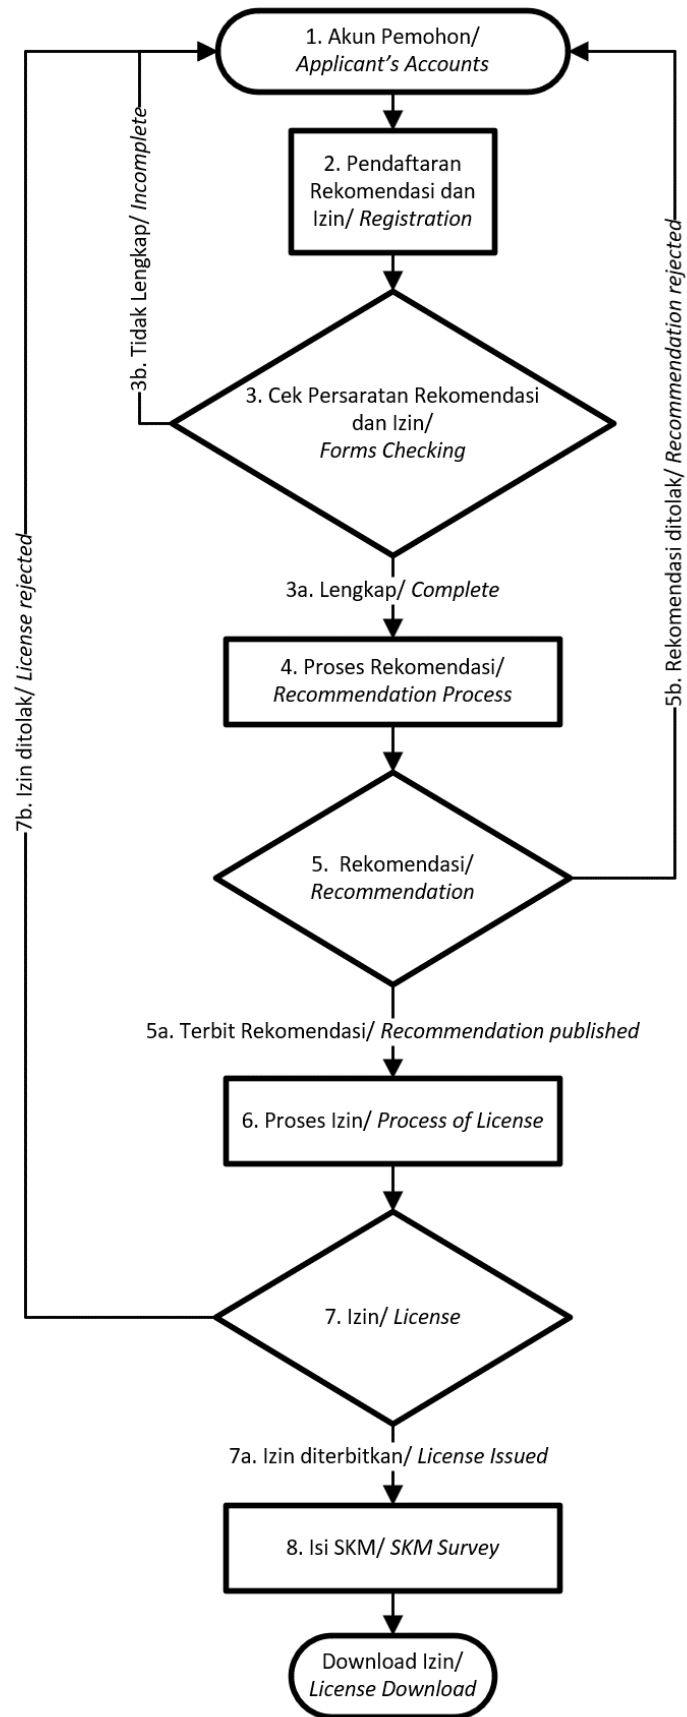 1. Akun Pemohon/
Applicant's Accounts
2. Pendaftaran
Rekomendasi dan
Izin/ Registration
3b. Tidak Lengkap/ Incomplete
3. Cek Persaratan Rekomendasi
dan Izin/
Forms Checking
5b. Rekomendasi ditolak/ Recommendation rejected
7b. Izin ditolak/ License rejected
3a. Lengkap/ Complete
4. Proses Rekomendasi/
Recommendation Process
5. Rekomendasi/
Recommendation
5a. Terbit Rekomendasi/ Recommendation published
6. Proses Izin/ Process of License
7. Izin/ License
7a. Izin diterbitkan/ License Issued
8. Isi SKM/ SKM Survey
Download Izin/
License Download